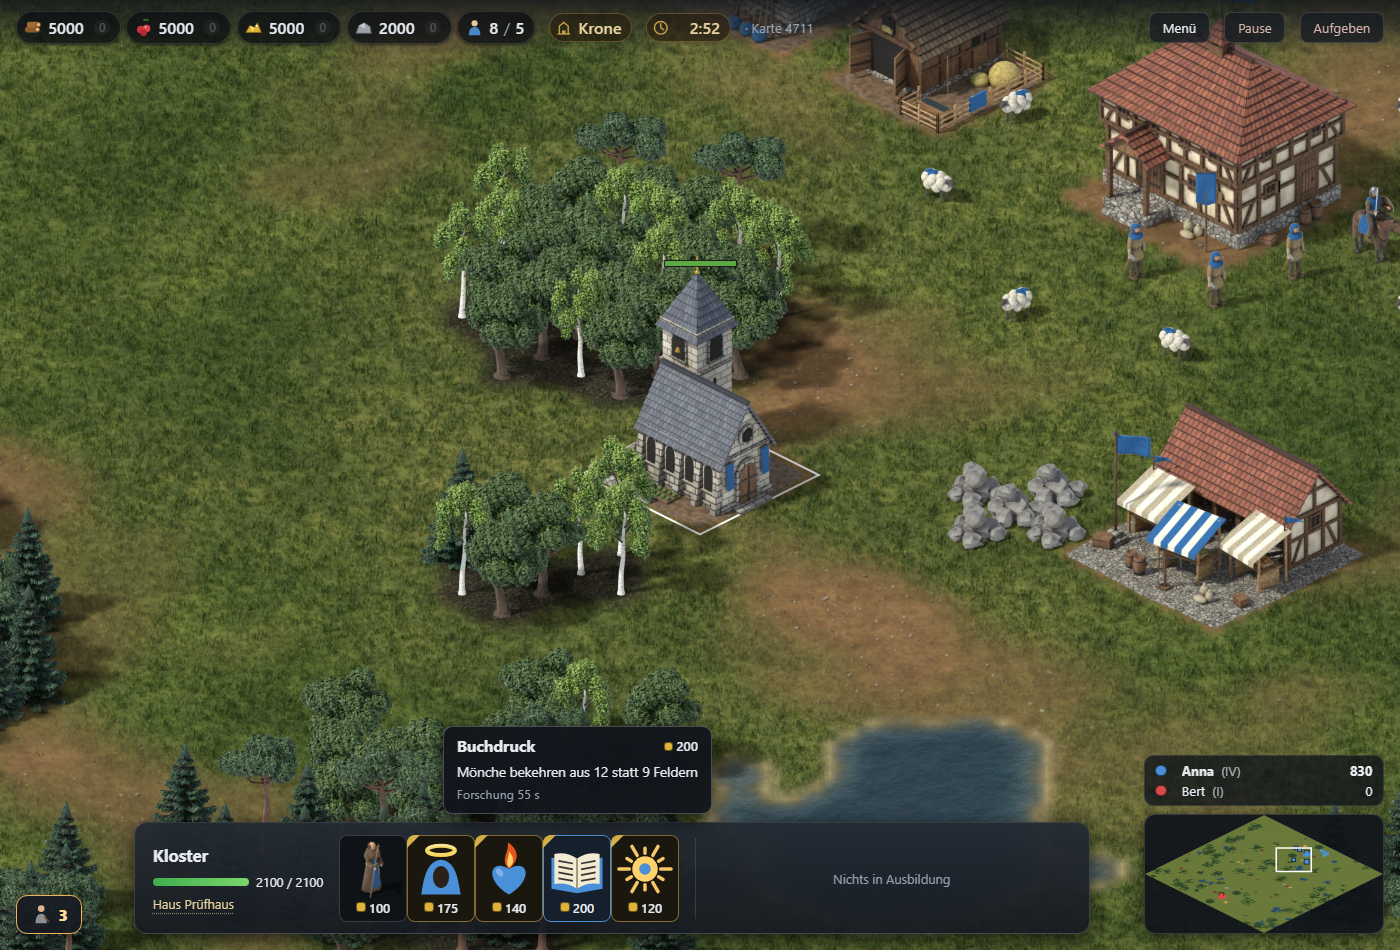 5000 0 5000 0 5000 0 2000 0 8 / 5 Krone 2:52 · Karte 4711 Menü Pause Aufgeben
Buchdruck 200
Mönche bekehren aus 12 statt 9 Feldern
Forschung 55 s
Anna (IV) 830
Bert (I) 0
Kloster
2100 / 2100
Haus Prüfhaus
100 175 140 200 120
Nichts in Ausbildung
3